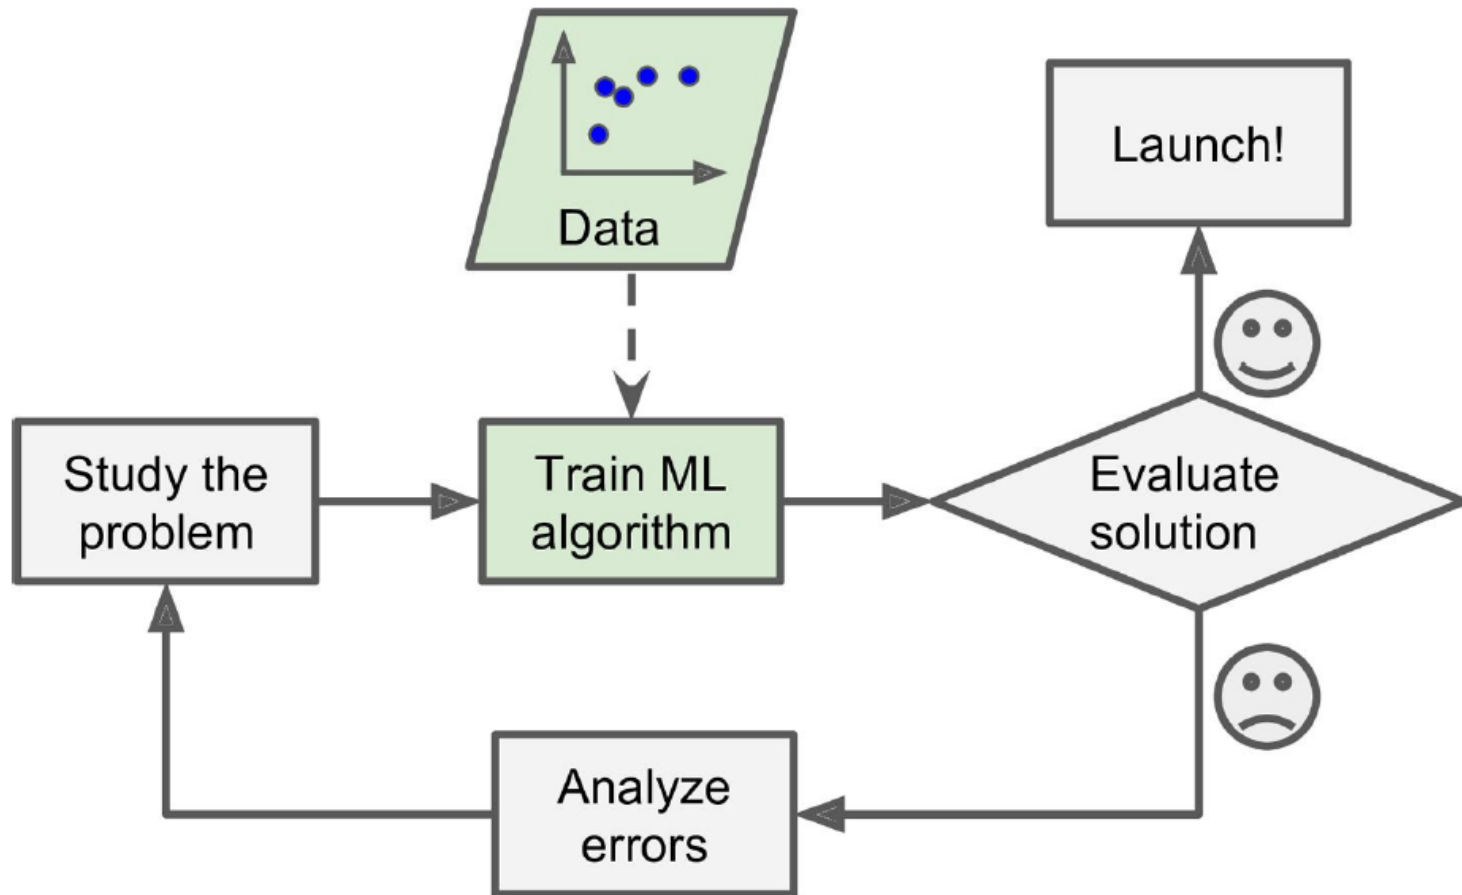 Data
Launch!
Study the
problem
Train ML
algorithm
Evaluate
solution
Analyze
errors